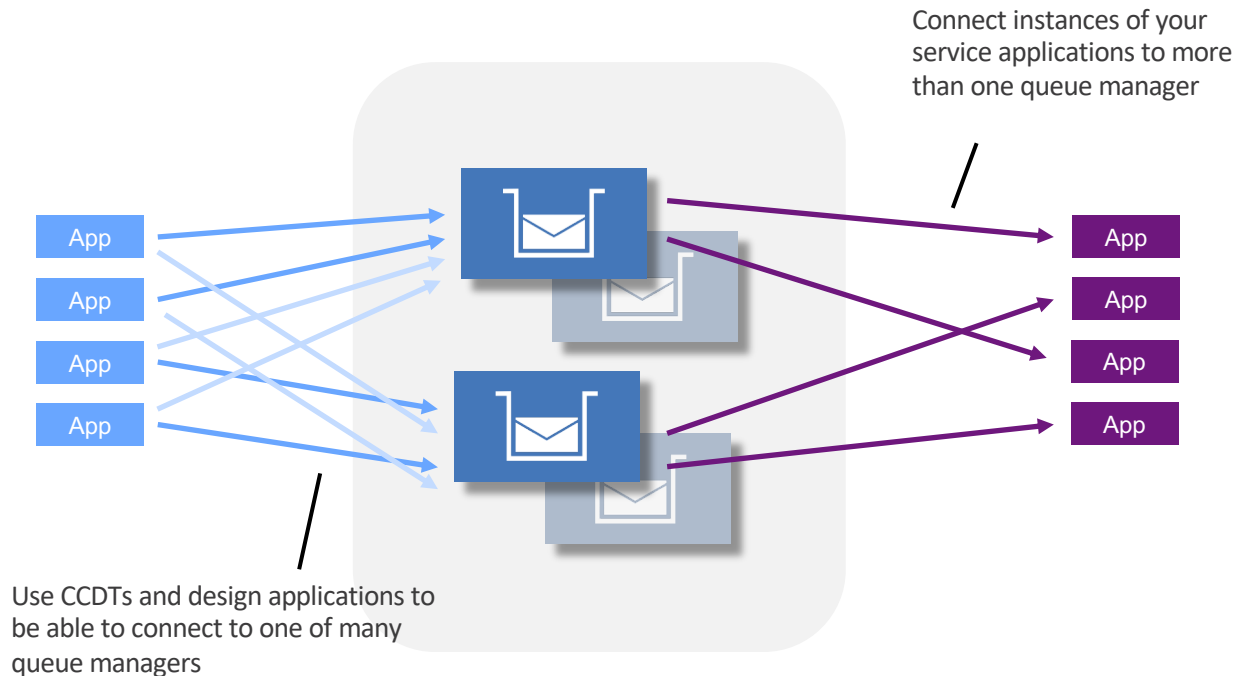 Connect instances of your
service applications to more
than one queue manager
App
App
App
App
App
App
App
App
Use CCDTs and design applications to
be able to connect to one of many
queue managers